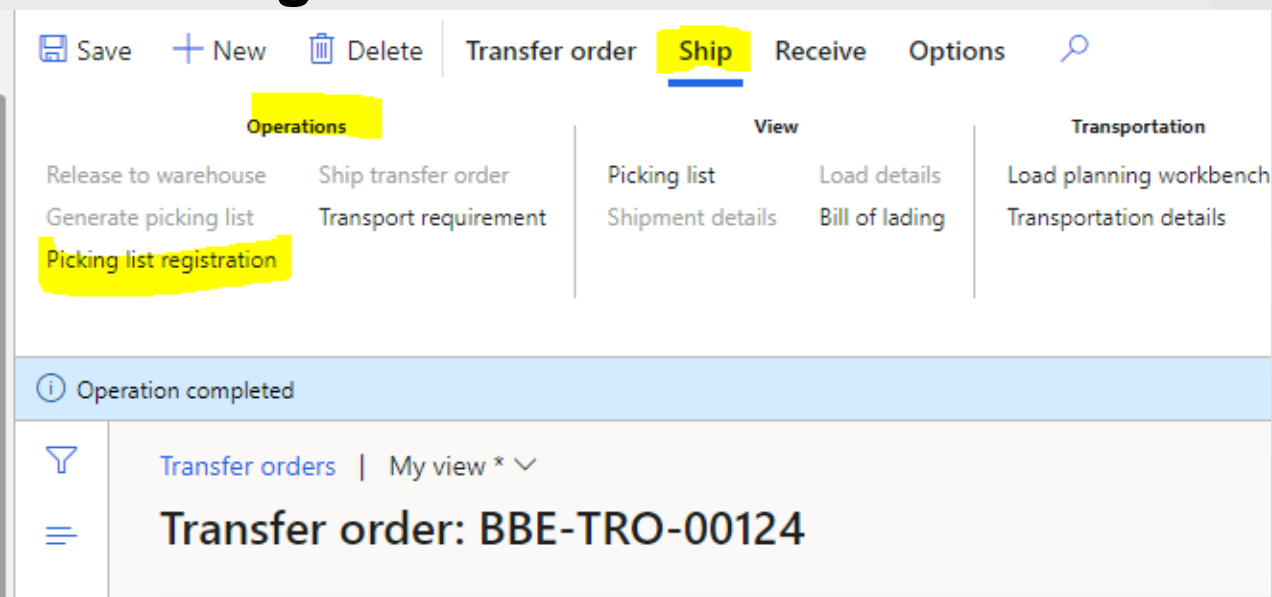 Save New Delete Transfer order Ship Receive Options
Operations View Transportation
Release to warehouse Ship transfer order Picking list Load details Load planning workbench
Generate picking list Transport requirement Shipment details Bill of lading Transportation details
Picking list registration
Operation completed
Transfer orders | My view *
Transfer order: BBE-TRO-00124